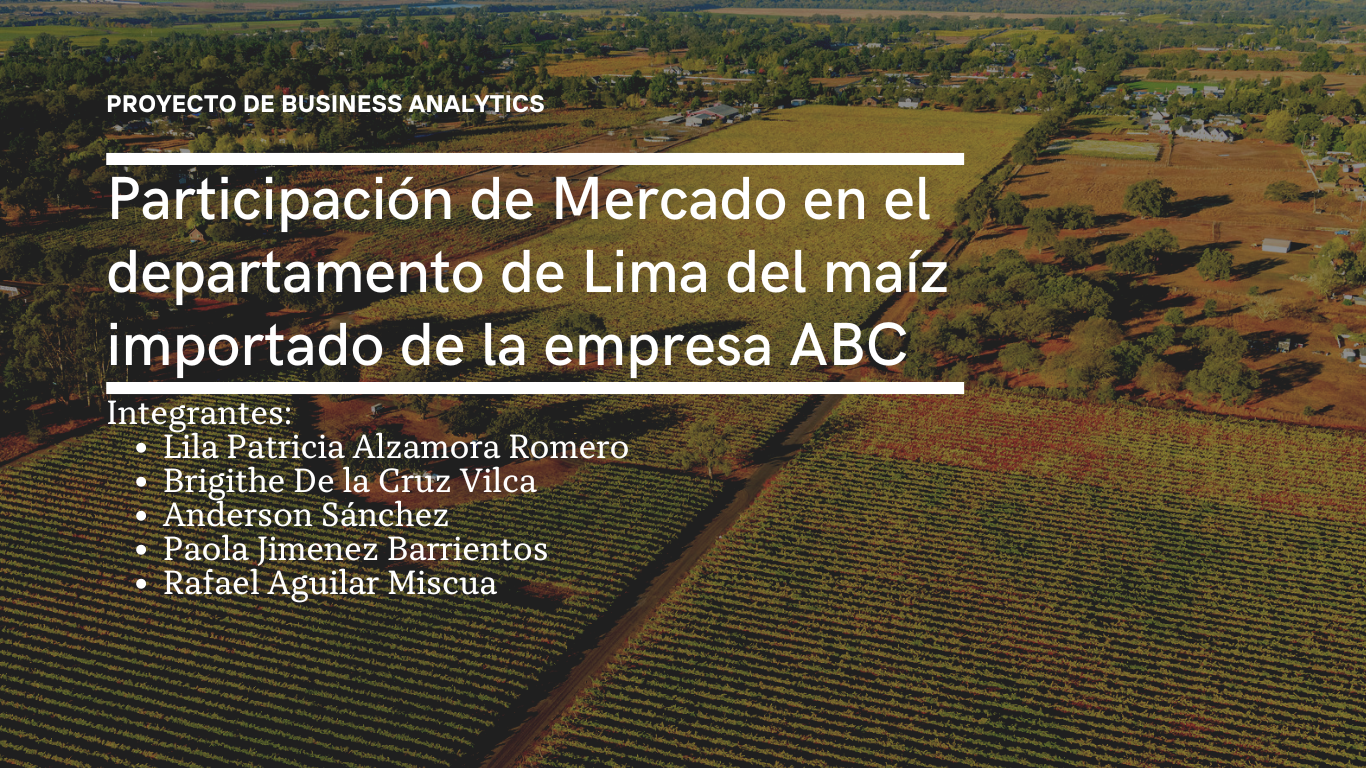 PROYECTO DE BUSINESS ANALYTICS
Participación de Mercado en el
departamento de Lima del maíz
importado de la empresa ABC
Integrantes:
• Lila Patricia Alzamora Romero
• Brigithe De la Cruz Vilca
• Anderson Sánchez
• Paola Jimenez Barrientos
• Rafael Aguilar Miscua